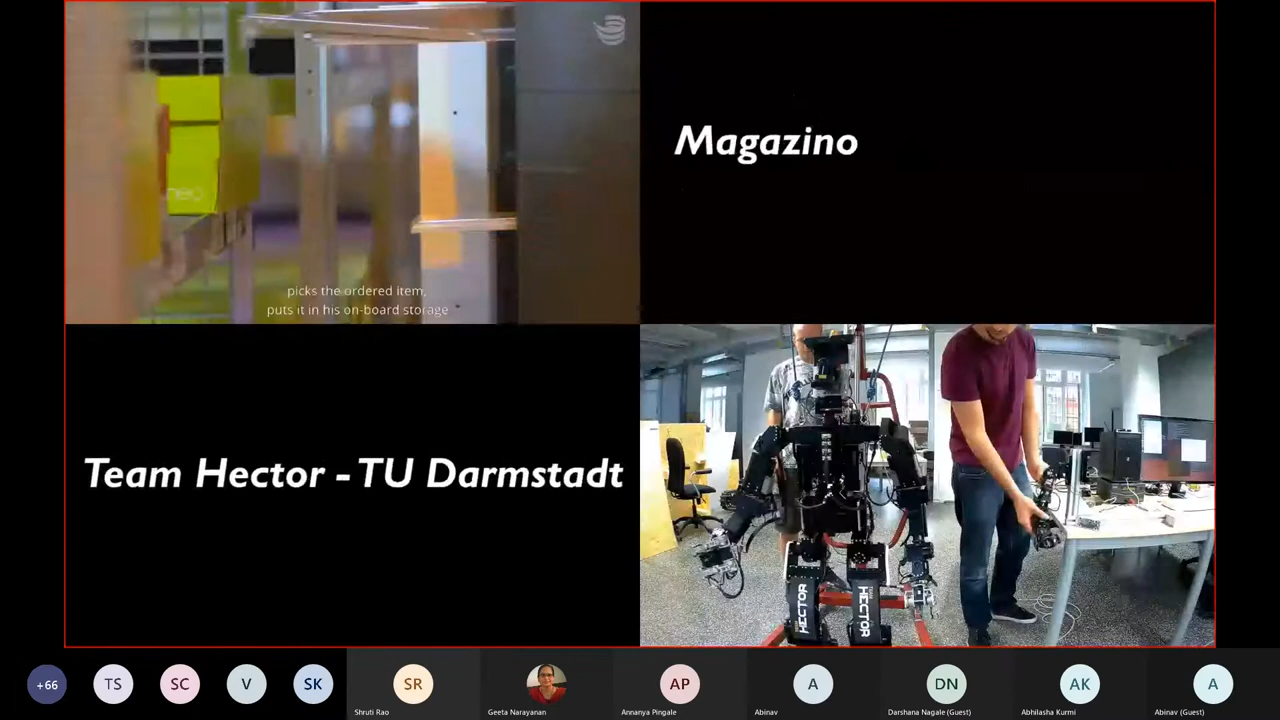 neo
picks the ordered item,
puts it in his on-board storage
Magazino
Team Hector - TU Darmstadt
HECTOR
HECTOR
+66
TS
SC
V
SK
SR
Shruti Rao
Geeta Narayanan
AP
Annanya Pingale
A
Abinav
DN
Darshana Nagale (Guest)
AK
Abhilasha Kurmi
A
Abinav (Guest)